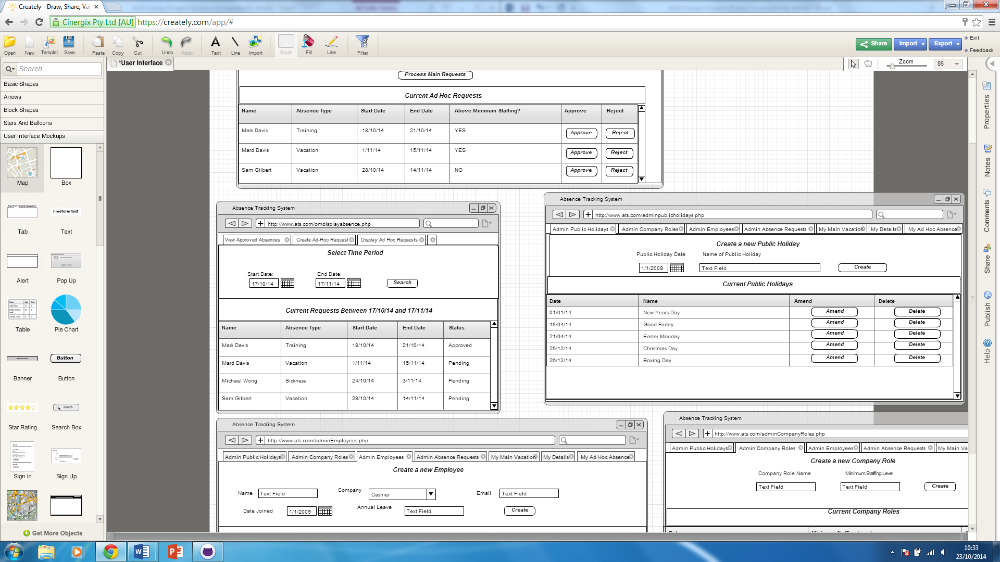 Creately - Draw, Share, Val
Cinergix Pty Ltd [AU] https://creately.com/app/#
Open New Templat Save Paste Copy Cut Undo Redo Text Line Import Style Fill Line Filter
Share Import Export Exit
Feedback
*User Interface
Zoom 85
Search
Basic Shapes
Arrows
Block Shapes
Stars And Balloons
User Interface Mockups
Map Box
Freeform text
Tab Text
Alert Pop Up
Table Pie Chart
Button
Banner Button
Search
Star Rating Search Box
Sign In Sign Up
Get More Objects
Process Main Requests
Current Ad Hoc Requests
Name Absence Type Start Date End Date Above Minimum Staffing? Approve Reject
Mark Davis Training 18/10/14 21/10/14 YES Approve Reject
Mard Davis Vacation 1/11/14 15/11/14 YES Approve Reject
Sam Gilbert Vacation 28/10/14 14/11/14 NO Approve Reject
Absence Tracking System
http://www.ats.com/omdisplayabsence.php
View Approved Absences Create Ad-Hoc Request Display Ad Hoc Requests
Select Time Period
Start Date: End Date:
17/10/14 17/11/14 Search
Current Requests Between 17/10/14 and 17/11/14
Name Absence Type Start Date End Date Status
Mark Davis Training 18/10/14 21/10/14 Approved
Mard Davis Vacation 1/11/14 15/11/14 Pending
Michael Wong Sickness 24/10/14 3/11/14 Pending
Sam Gilbert Vacation 28/10/14 14/11/14 Pending
Absence Tracking System
http://www.ats.com/adminpublicholidays.php
Admin Public Holidays Admin Company Roles Admin Employees Admin Absence Requests My Main Vacation My Details My Ad Hoc Absence
Create a new Public Holiday
Public Holiday Date Name of Public Holiday
1/1/2009 Text Field Create
Current Public Holidays
Date Name Amend Delete
01/01/14 New Years Day Amend Delete
18/04/14 Good Friday Amend Delete
21/04/14 Easter Monday Amend Delete
25/12/14 Christmas Day Amend Delete
26/12/14 Boxing Day Amend Delete
Absence Tracking System
http://www.ats.com/adminEmployees.php
Admin Public Holidays Admin Company Roles Admin Employees Admin Absence Requests My Main Vacation My Details My Ad Hoc Absence
Create a new Employee
Name Text Field Company Cashier Email Text Field
Date Joined 1/1/2009 Annual Leave Text Field Create
Absence Tracking System
http://www.ats.com/adminCompanyRoles.php
Admin Public Holidays Admin Company Roles Admin Employees Admin Absence Requests My Main Va
Create a new Company Role
Company Role Name Minimum Staffing Level
Text Field Text Field Create
Current Company Roles
Properties
Notes
Comments
Share
Publish
Help
10:33
23/10/2014